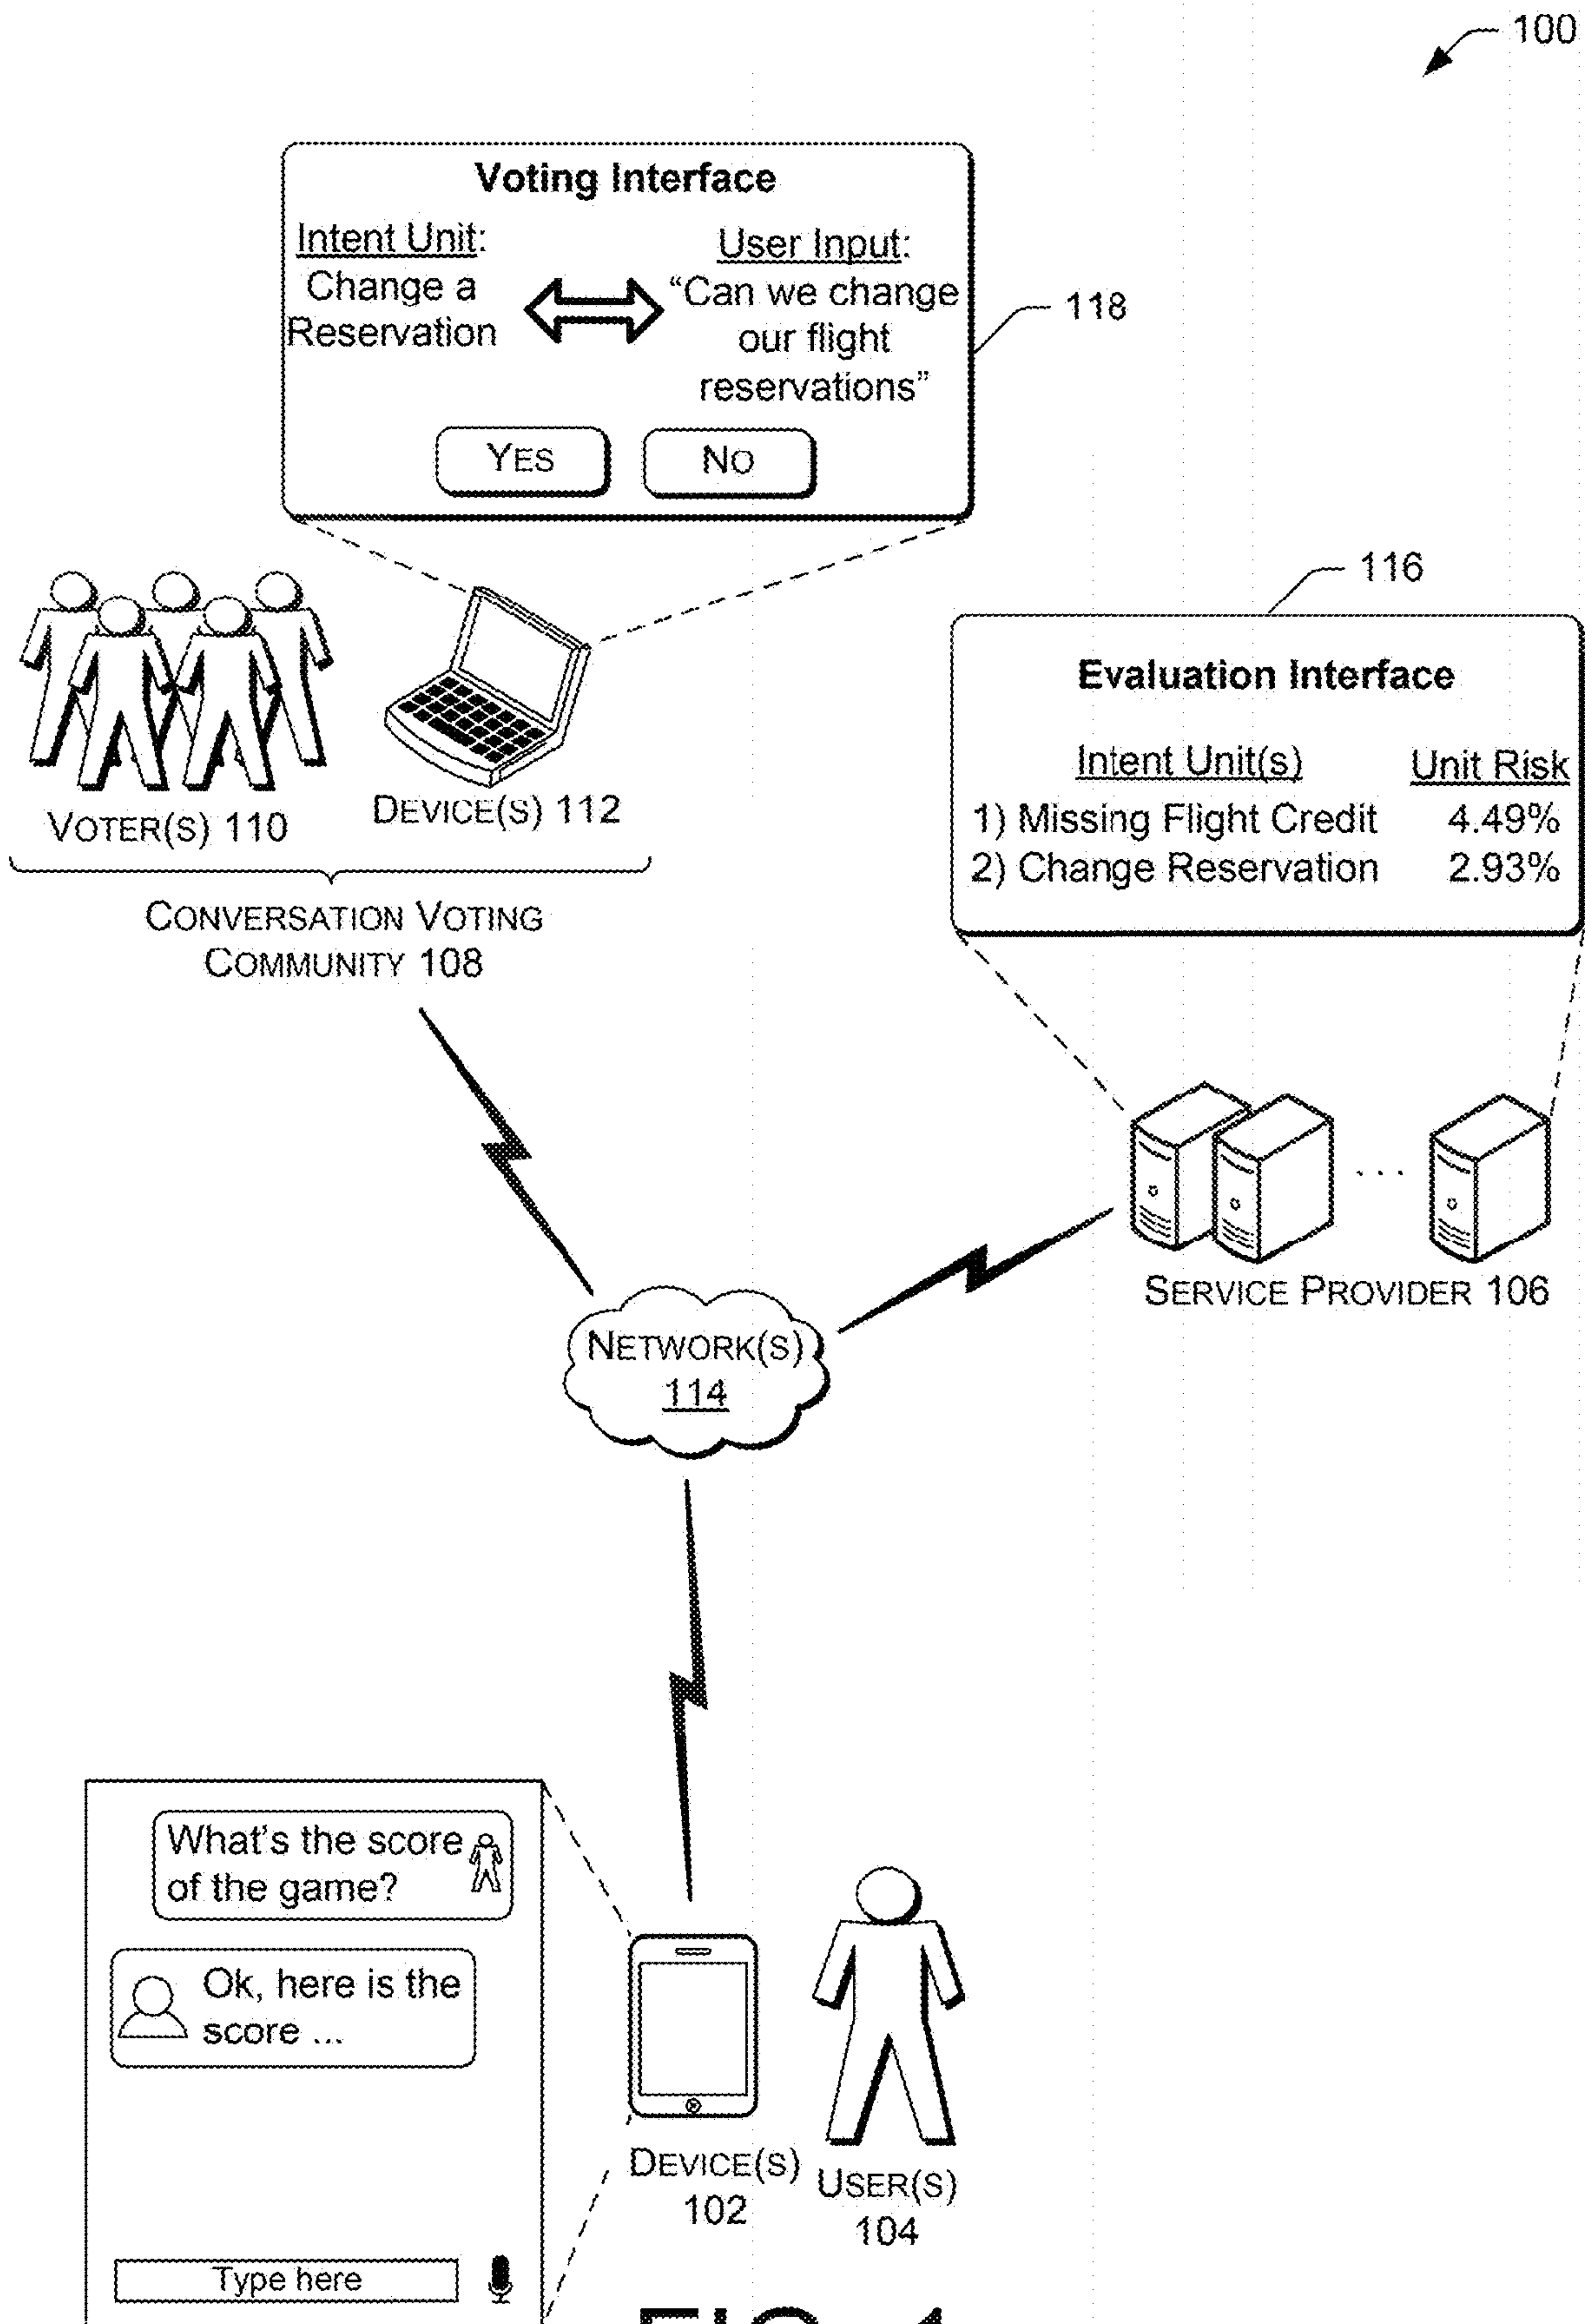 100
Voting Interface
Intent Unit:
Change a
Reservation
User Input:
“Can we change
our flight
reservations”
YES
NO
118
116
Evaluation Interface
Intent Unit(s) Unit Risk
1) Missing Flight Credit 4.49%
2) Change Reservation 2.93%
VOTER(S) 110
DEVICE(S) 112
CONVERSATION VOTING
COMMUNITY 108
SERVICE PROVIDER 106
NETWORK(S)
114
What's the score
of the game?
Ok, here is the
score ...
Type here
DEVICE(S)
102
USER(S)
104